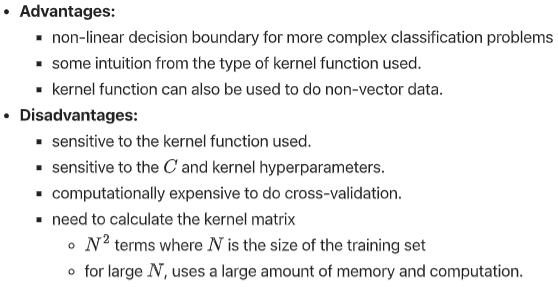 • Advantages:
▪ non-linear decision boundary for more complex classification problems
▪ some intuition from the type of kernel function used.
▪ kernel function can also be used to do non-vector data.
• Disadvantages:
▪ sensitive to the kernel function used.
▪ sensitive to the C and kernel hyperparameters.
▪ computationally expensive to do cross-validation.
▪ need to calculate the kernel matrix
◦ N² terms where N is the size of the training set
◦ for large N, uses a large amount of memory and computation.